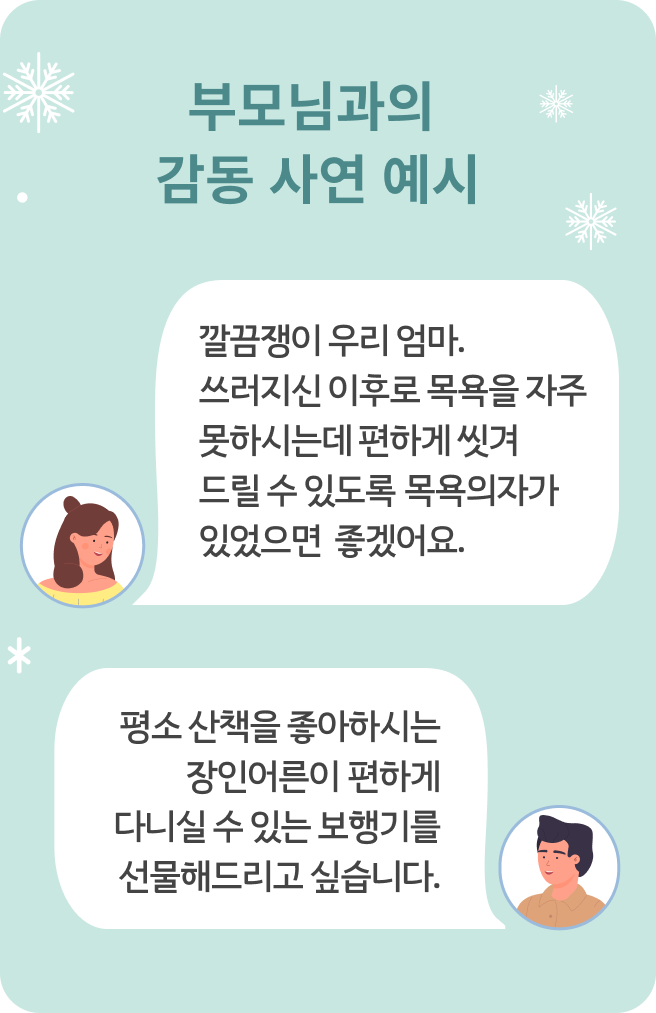 부모님과의
감동 사연 예시
깔끔쟁이 우리 엄마.
쓰러지신 이후로 목욕을 자주
못하시는데 편하게 씻겨
드릴 수 있도록 목욕의자가
있었으면 좋겠어요.
평소 산책을 좋아하시는
장인어른이 편하게
다니실 수 있는 보행기를
선물해드리고 싶습니다.